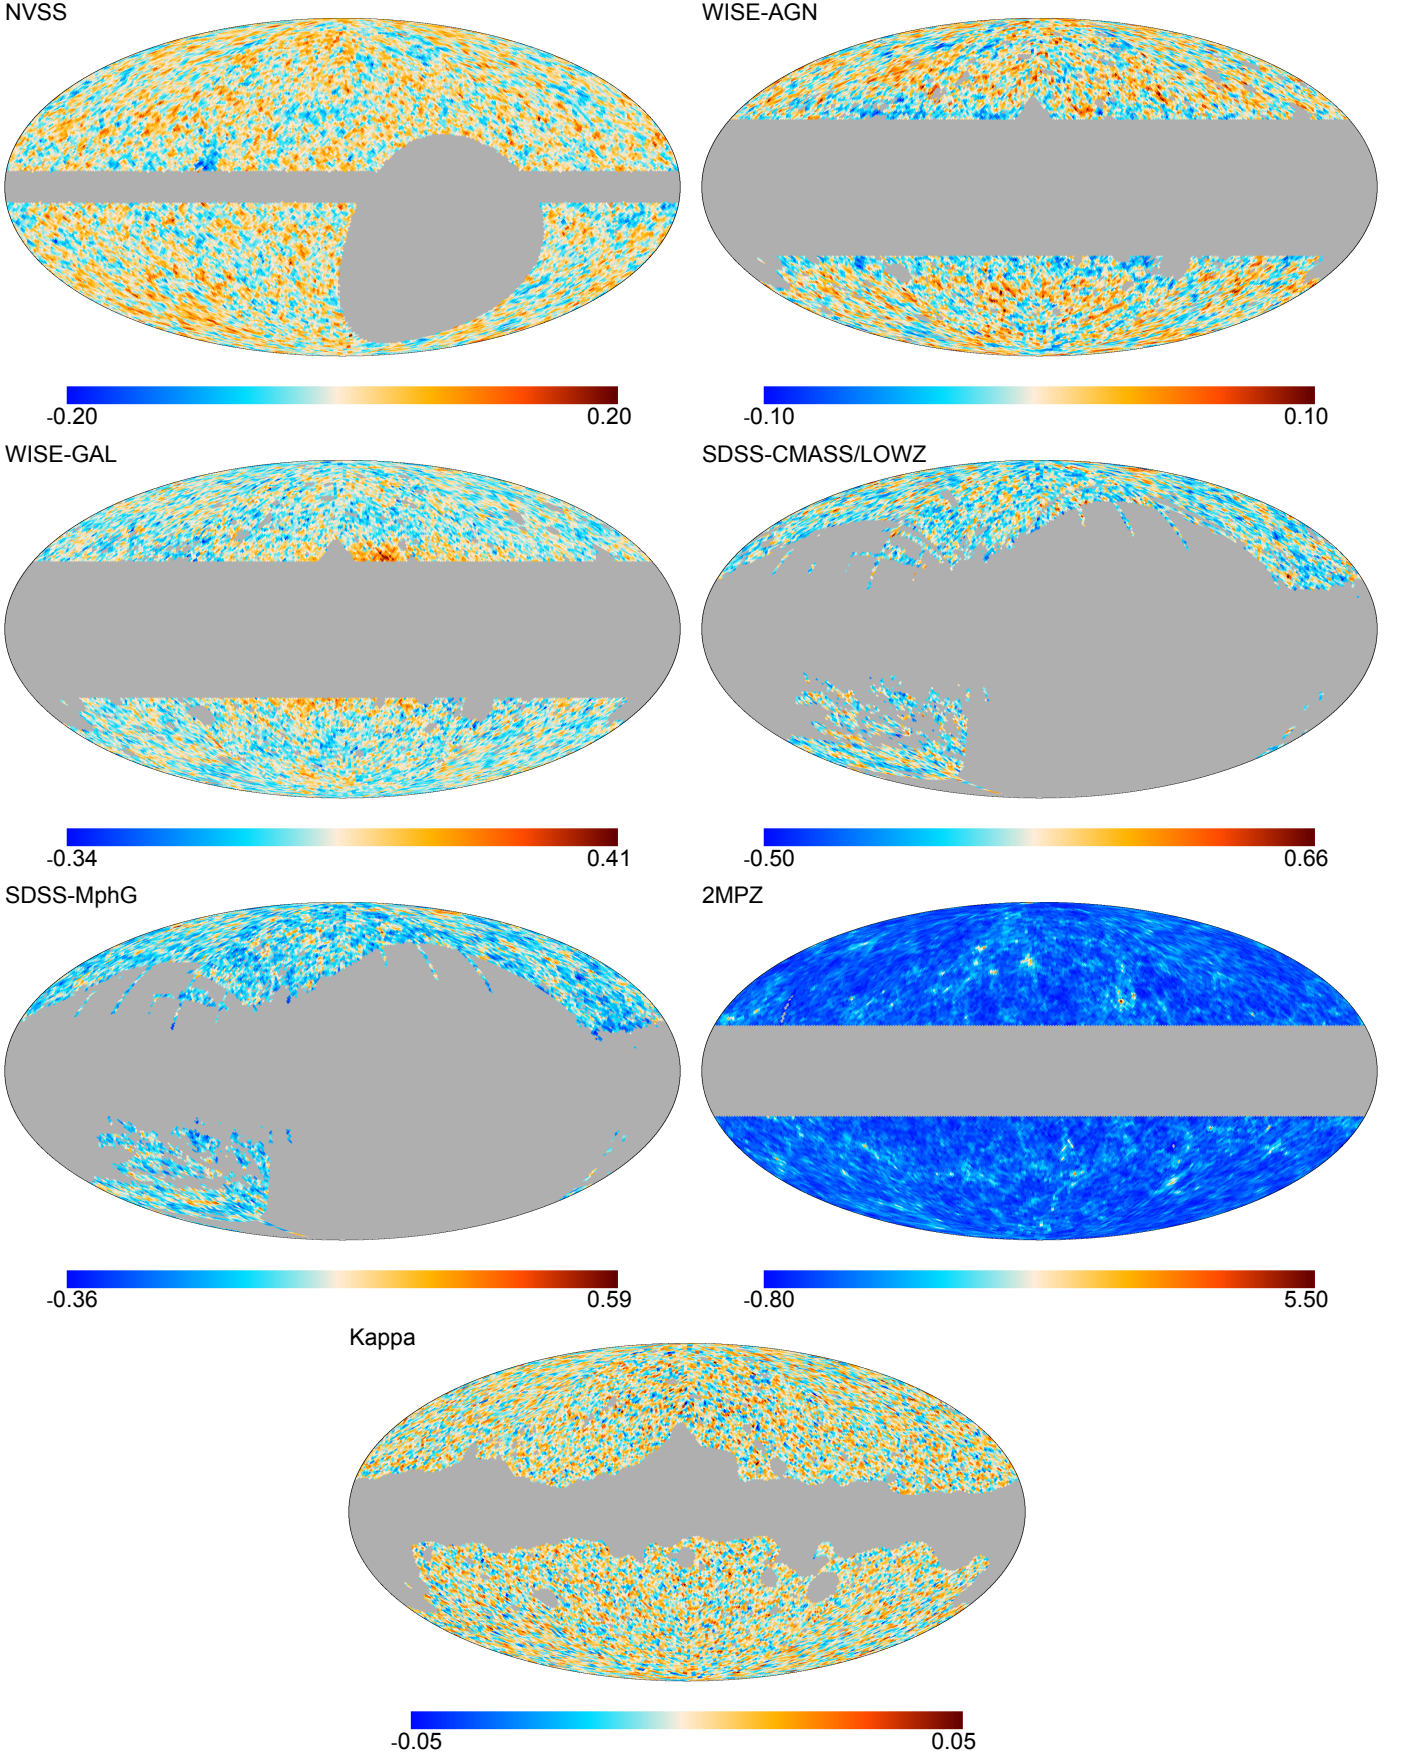 NVSS
WISE-AGN
-0.20 0.20
-0.10 0.10
WISE-GAL
SDSS-CMASS/LOWZ
-0.34 0.41
-0.50 0.66
SDSS-MphG
2MPZ
-0.36 0.59
-0.80 5.50
Kappa
-0.05 0.05